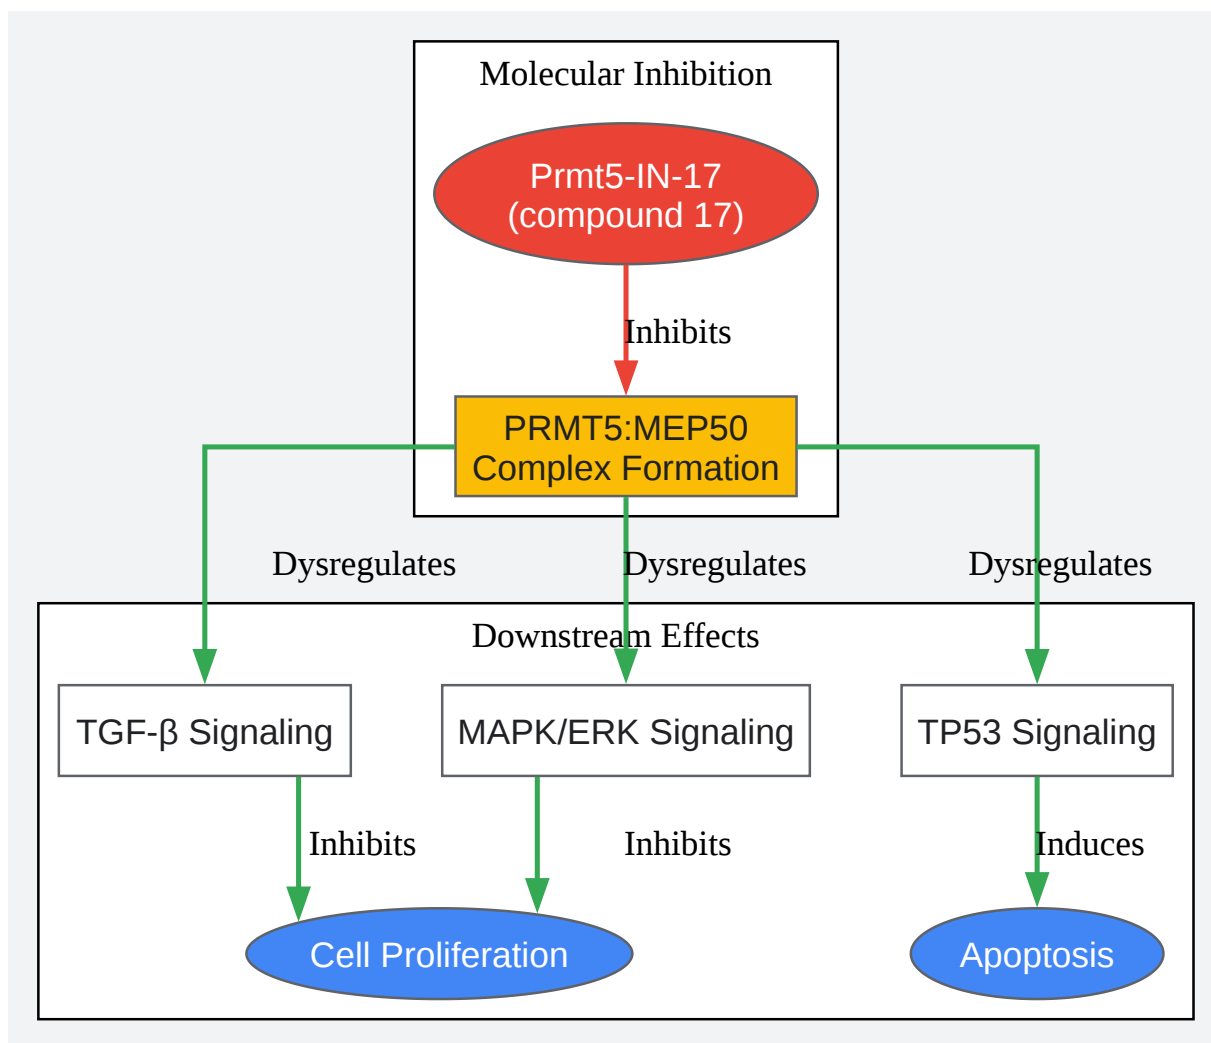 Molecular Inhibition
Prmt5-IN-17
(compound 17)
Inhibits
PRMT5:MEP50
Complex Formation
Dysregulates
Dysregulates
Dysregulates
Downstream Effects
TGF-β Signaling
MAPK/ERK Signaling
TP53 Signaling
Inhibits
Inhibits
Induces
Cell Proliferation
Apoptosis